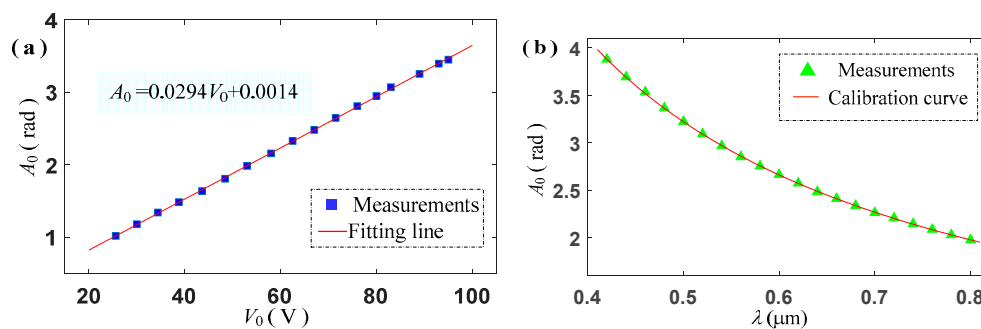 (a)
A₀ (rad)
4
3
2
1
A₀=0.0294V₀+0.0014
Measurements
Fitting line
20 40 60 80 100
V₀ (V)
(b)
A₀ (rad)
4
3.5
3
2.5
2
Measurements
Calibration curve
0.4 0.5 0.6 0.7 0.8
λ (μm)